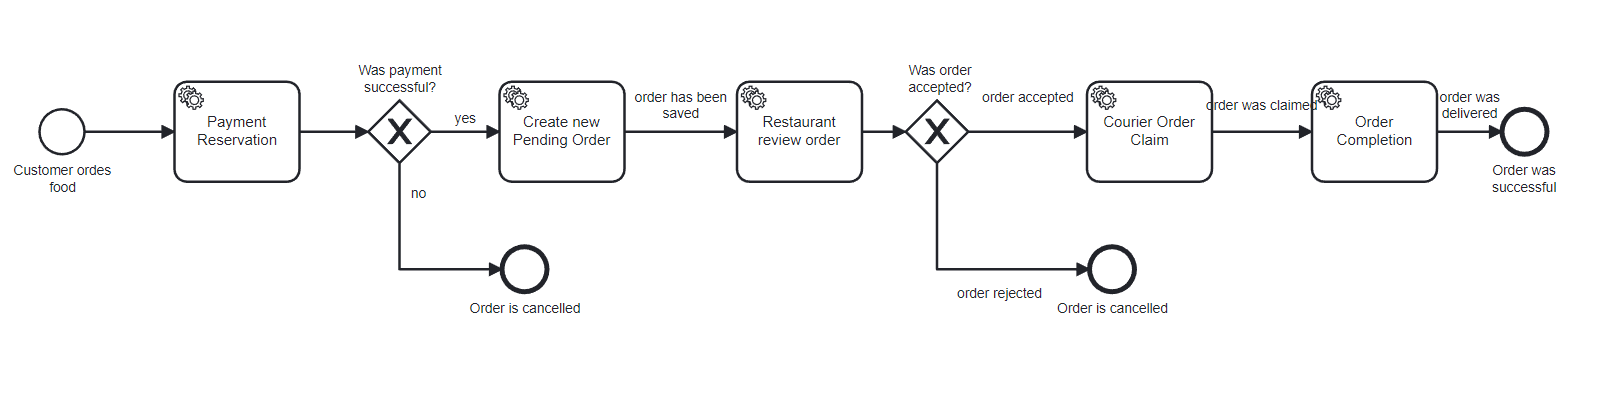 Customer ordes
food
Payment
Reservation
Was payment
successful?
yes
no
Order is cancelled
Create new
Pending Order
order has been
saved
Restaurant
review order
Was order
accepted?
order accepted
order rejected
Order is cancelled
Courier Order
Claim
order was claimed
Order
Completion
order was
delivered
Order was
successful